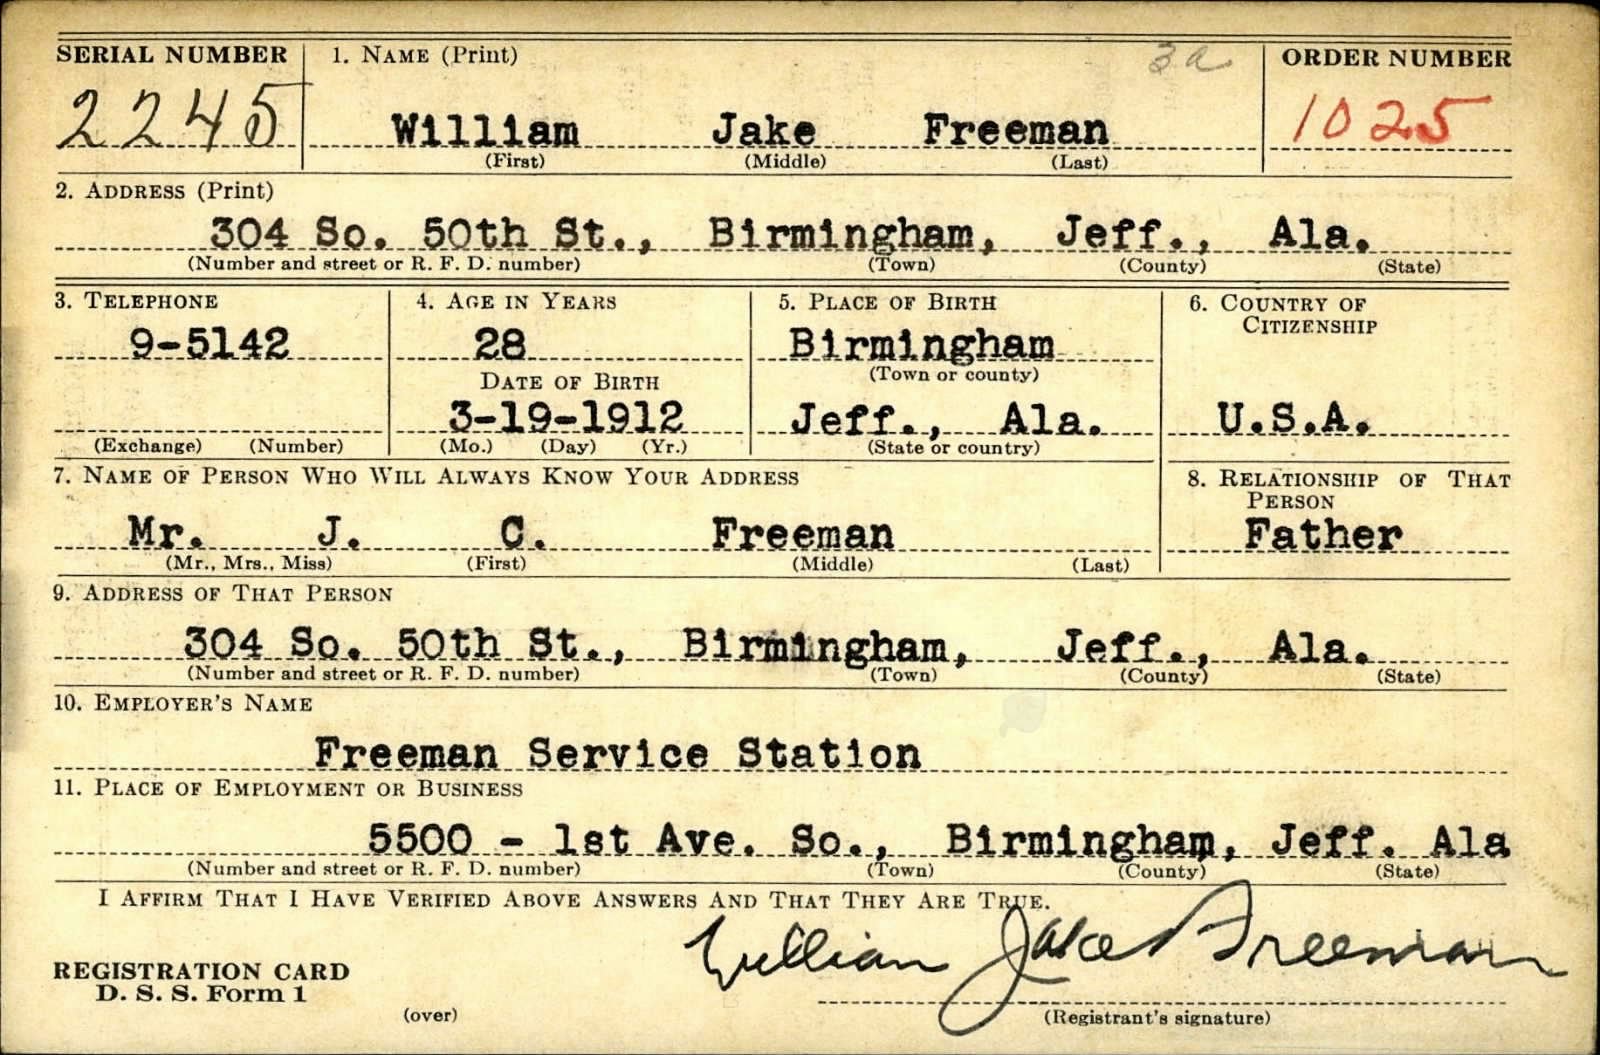 SERIAL NUMBER 1. NAME (Print) 3a ORDER NUMBER
2245 William Jake Freeman 1025
(First) (Middle) (Last)
2. ADDRESS (Print)
304 So. 50th St., Birmingham, Jeff., Ala.
(Number and street or R. F. D. number) (Town) (County) (State)
3. TELEPHONE 4. AGE IN YEARS 5. PLACE OF BIRTH 6. COUNTRY OF
CITIZENSHIP
9-5142 28 Birmingham
DATE OF BIRTH (Town or county)
3-19-1912 Jeff., Ala. U.S.A.
(Exchange) (Number) (Mo.) (Day) (Yr.) (State or country)
7. NAME OF PERSON WHO WILL ALWAYS KNOW YOUR ADDRESS 8. RELATIONSHIP OF THAT
PERSON
Mr. J. C. Freeman Father
(Mr., Mrs., Miss) (First) (Middle) (Last)
9. ADDRESS OF THAT PERSON
304 So. 50th St., Birmingham, Jeff., Ala.
(Number and street or R. F. D. number) (Town) (County) (State)
10. EMPLOYER'S NAME
Freeman Service Station
11. PLACE OF EMPLOYMENT OR BUSINESS
5500 - 1st Ave. So., Birmingham, Jeff. Ala
(Number and street or R. F. D. number) (Town) (County) (State)
I AFFIRM THAT I HAVE VERIFIED ABOVE ANSWERS AND THAT THEY ARE TRUE.
William Jake Freeman
REGISTRATION CARD
D. S. S. Form 1
(over) (Registrant's signature)